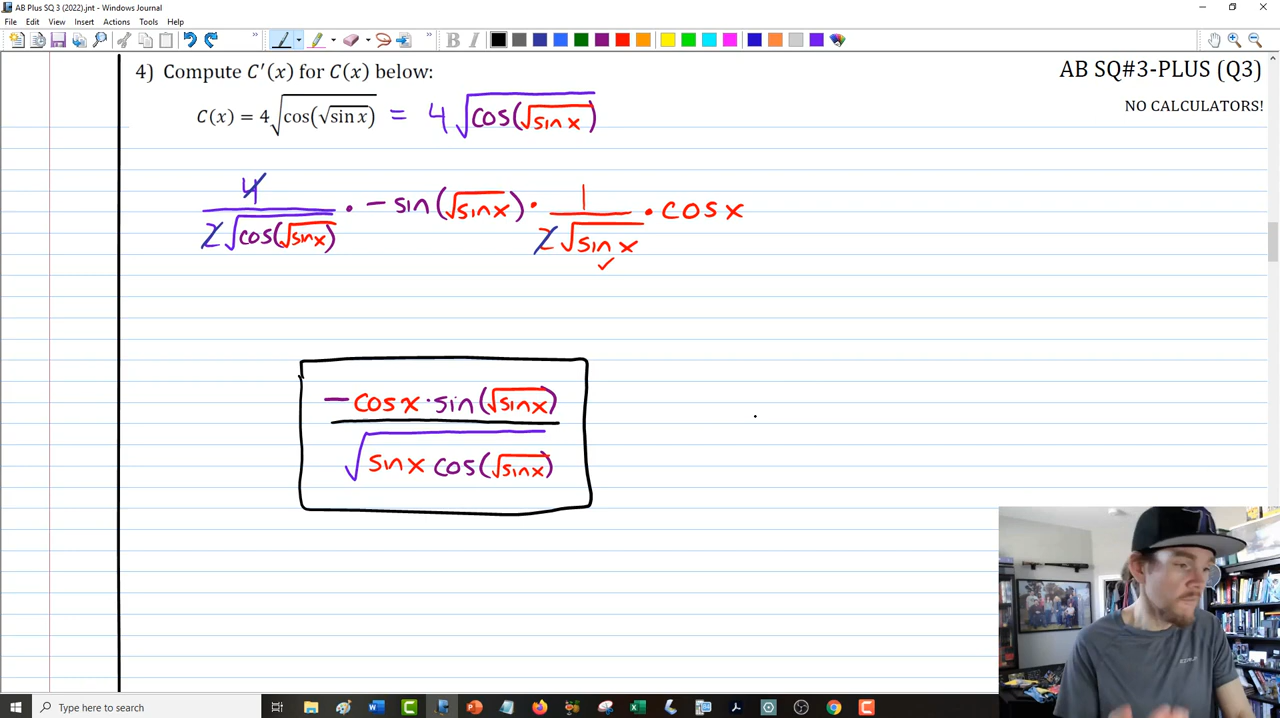 AB Plus SQ 3 (2022).jnt - Windows Journal
File Edit View Insert Actions Tools Help
4) Compute C′(x) for C(x) below:
AB SQ#3-PLUS (Q3)
NO CALCULATORS!
C(x) = 4√(cos(√(sin x))) = 4√(cos(√(sin x)))
4/(2√(cos(√(sin x)))) • -sin(√(sin x)) • 1/(2√(sin x)) • cos x
✓
-cos x · sin(√(sin x))
√(sin x cos(√(sin x)))
Type here to search